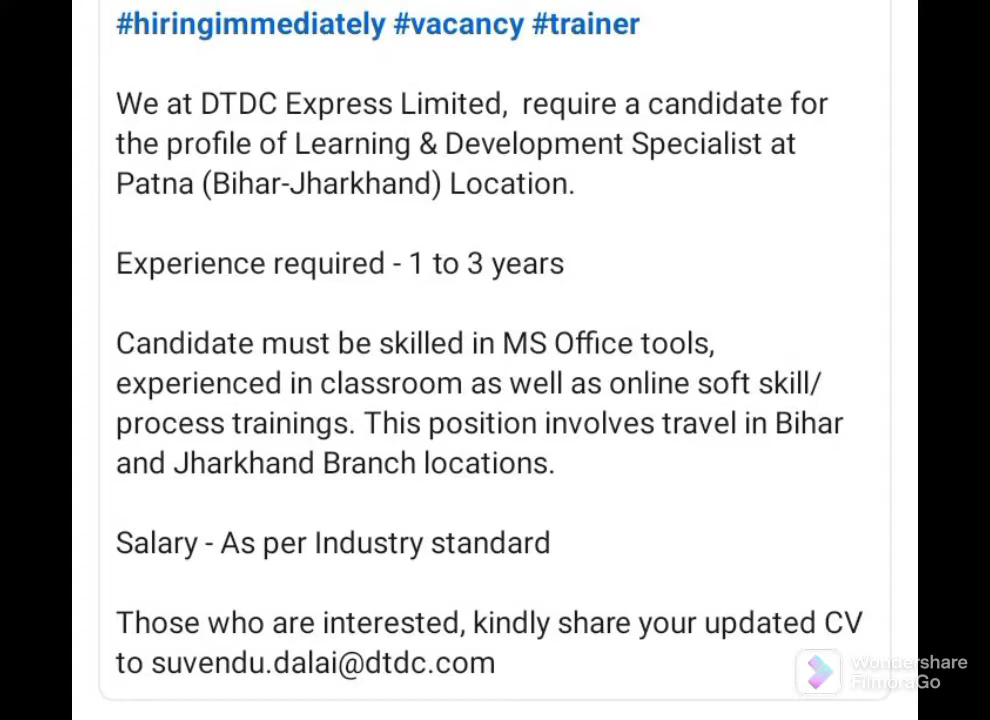 #hiringimmediately #vacancy #trainer
We at DTDC Express Limited,  require a candidate for
the profile of Learning & Development Specialist at
Patna (Bihar-Jharkhand) Location.
Experience required - 1 to 3 years
Candidate must be skilled in MS Office tools,
experienced in classroom as well as online soft skill/
process trainings. This position involves travel in Bihar
and Jharkhand Branch locations.
Salary - As per Industry standard
Those who are interested, kindly share your updated CV
to suvendu.dalai@dtdc.com
Wondershare
FilmoraGo